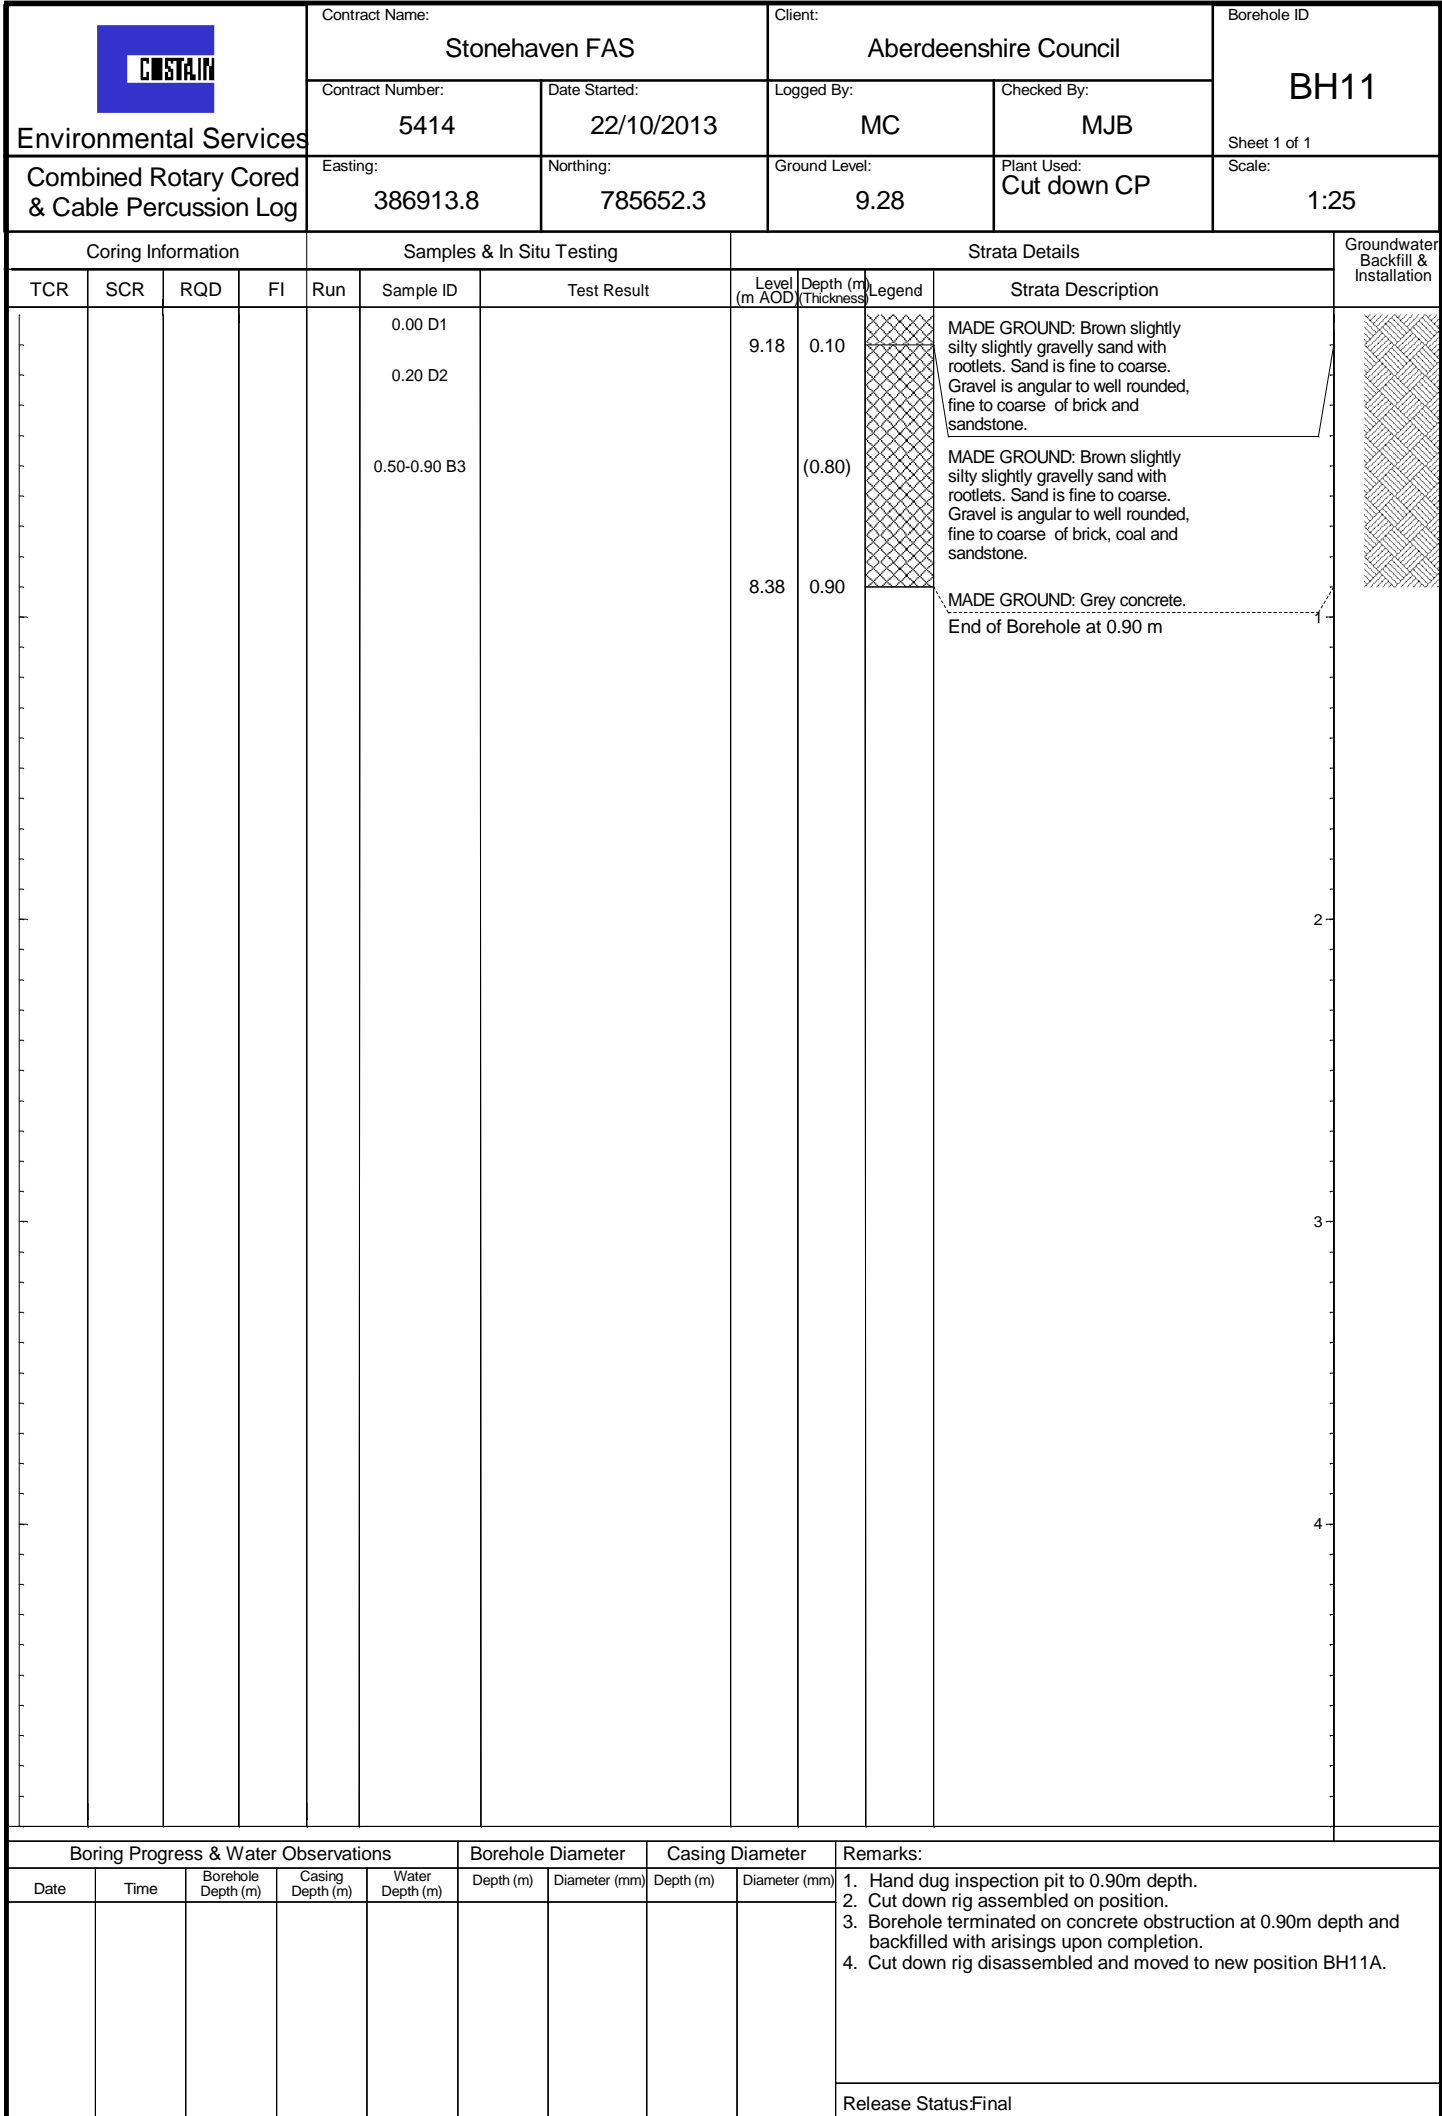 COSTAIN
Environmental Services
Combined Rotary Cored
& Cable Percussion Log
Contract Name:
Stonehaven FAS
Client:
Aberdeenshire Council
Borehole ID
BH11
Sheet 1 of 1
Contract Number:
5414
Date Started:
22/10/2013
Logged By:
MC
Checked By:
MJB
Easting:
386913.8
Northing:
785652.3
Ground Level:
9.28
Plant Used:
Cut down CP
Scale:
1:25
Coring Information
Samples & In Situ Testing
Strata Details
Groundwater
Backfill &
Installation
TCR
SCR
RQD
FI
Run
Sample ID
Test Result
Level
(m AOD)
Depth (m)
(Thickness)
Legend
Strata Description
0.00 D1
9.18
0.10
MADE GROUND: Brown slightly
silty slightly gravelly sand with
rootlets. Sand is fine to coarse.
Gravel is angular to well rounded,
fine to coarse  of brick and
sandstone.
0.20 D2
0.50-0.90 B3
(0.80)
MADE GROUND: Brown slightly
silty slightly gravelly sand with
rootlets. Sand is fine to coarse.
Gravel is angular to well rounded,
fine to coarse  of brick, coal and
sandstone.
8.38
0.90
MADE GROUND: Grey concrete.
End of Borehole at 0.90 m
1
2
3
4
Boring Progress & Water Observations
Borehole Diameter
Casing Diameter
Remarks:
Date
Time
Borehole
Depth (m)
Casing
Depth (m)
Water
Depth (m)
Depth (m)
Diameter (mm)
Depth (m)
Diameter (mm)
1.  Hand dug inspection pit to 0.90m depth.
2.  Cut down rig assembled on position.
3.  Borehole terminated on concrete obstruction at 0.90m depth and
backfilled with arisings upon completion.
4.  Cut down rig disassembled and moved to new position BH11A.
Release Status:Final